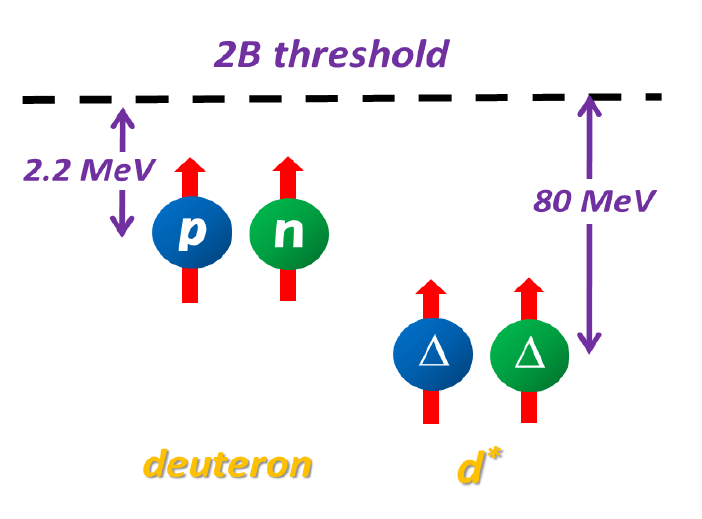 2B threshold
2.2 MeV
80 MeV
p n
Δ Δ
deuteron d*